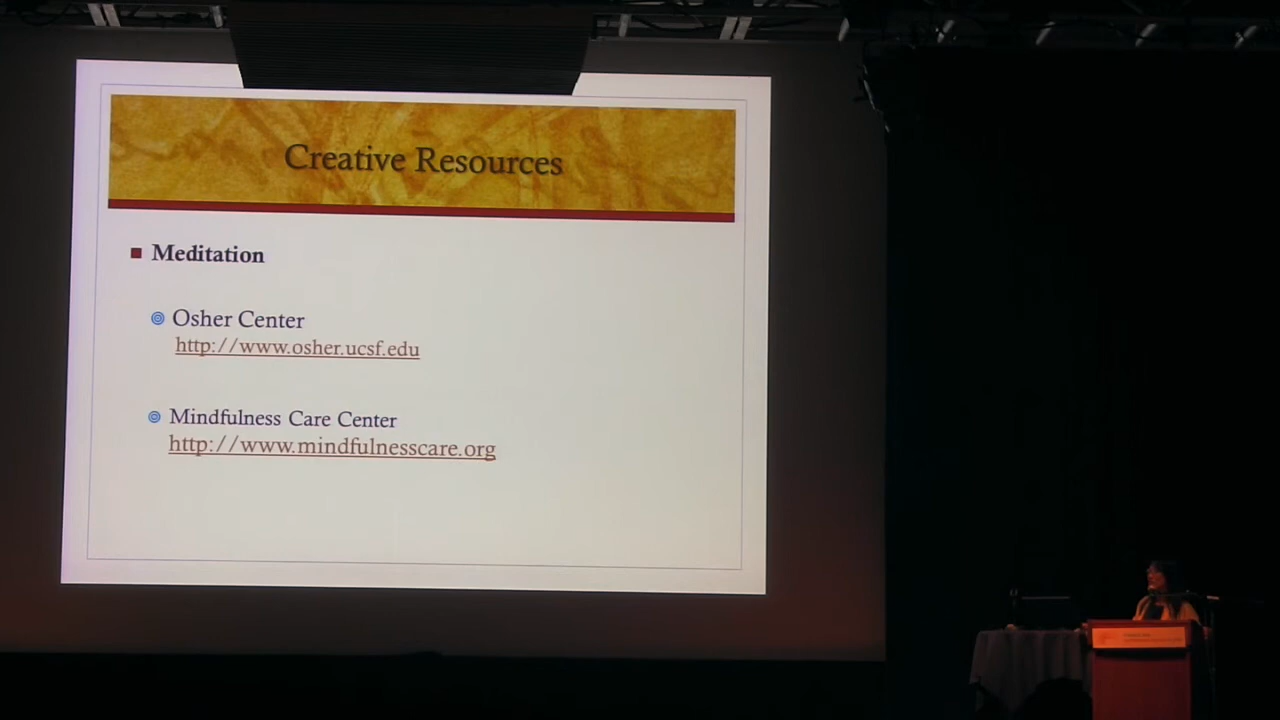 Creative Resources
Meditation
Osher Center
http://www.osher.ucsf.edu
Mindfulness Care Center
http://www.mindfulnesscare.org